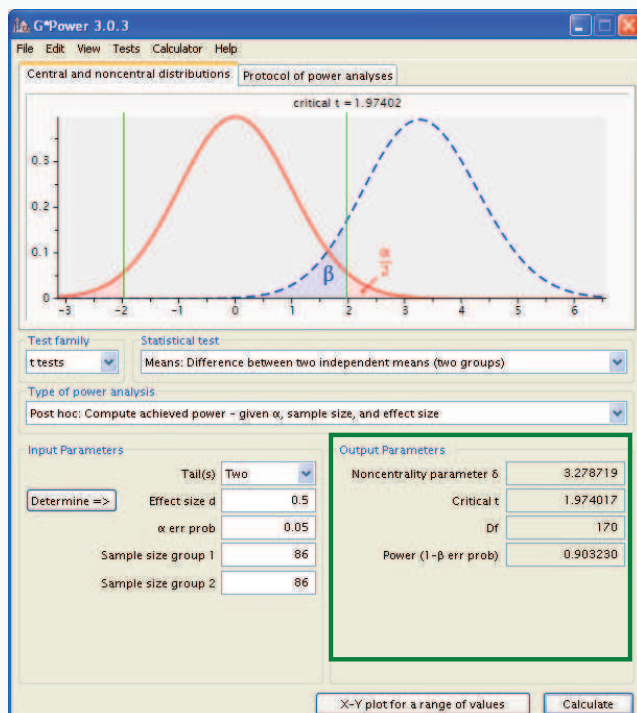 G*Power 3.0.3
File Edit View Tests Calculator Help
Central and noncentral distributions Protocol of power analyses
critical t = 1.97402
0.3
0.2
0.1
0
β
α/2
-3 -2 -1 0 1 2 3 4 5 6
Test family Statistical test
t tests Means: Difference between two independent means (two groups)
Type of power analysis
Post hoc: Compute achieved power – given α, sample size, and effect size
Input Parameters Output Parameters
Tail(s) Two Noncentrality parameter δ 3.278719
Determine => Effect size d 0.5 Critical t 1.974017
α err prob 0.05 Df 170
Sample size group 1 86 Power (1-β err prob) 0.903230
Sample size group 2 86
X-Y plot for a range of values Calculate